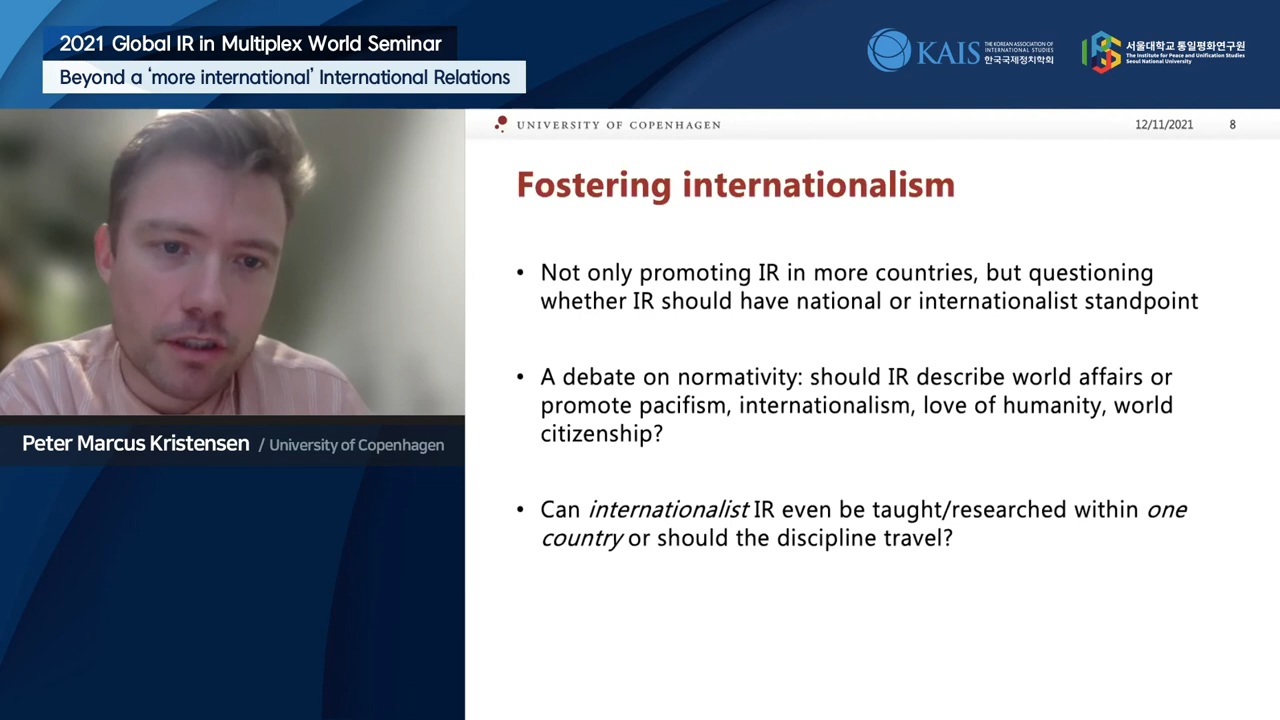 2021 Global IR in Multiplex World Seminar
Beyond a ‘more international’ International Relations
KAIS
THE KOREAN ASSOCIATION OF
INTERNATIONAL STUDIES
한국국제정치학회
서울대학교 통일평화연구원
The Institute for Peace and Unification Studies
Seoul National University
UNIVERSITY OF COPENHAGEN
12/11/2021 8
Fostering internationalism
• Not only promoting IR in more countries, but questioning
whether IR should have national or internationalist standpoint
• A debate on normativity: should IR describe world affairs or
promote pacifism, internationalism, love of humanity, world
citizenship?
• Can internationalist IR even be taught/researched within one
country or should the discipline travel?
Peter Marcus Kristensen / University of Copenhagen